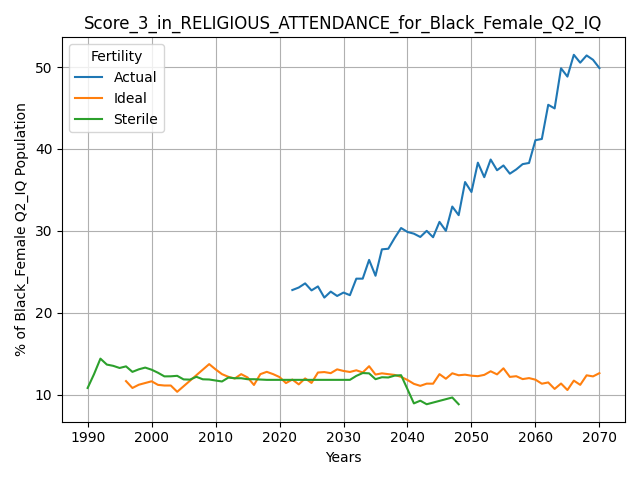 Score_3_in_RELIGIOUS_ATTENDANCE_for_Black_Female_Q2_IQ
Fertility
Actual
Ideal
Sterile
% of Black_Female Q2_IQ Population
50
40
30
20
10
1990
2000
2010
2020
2030
2040
2050
2060
2070
Years